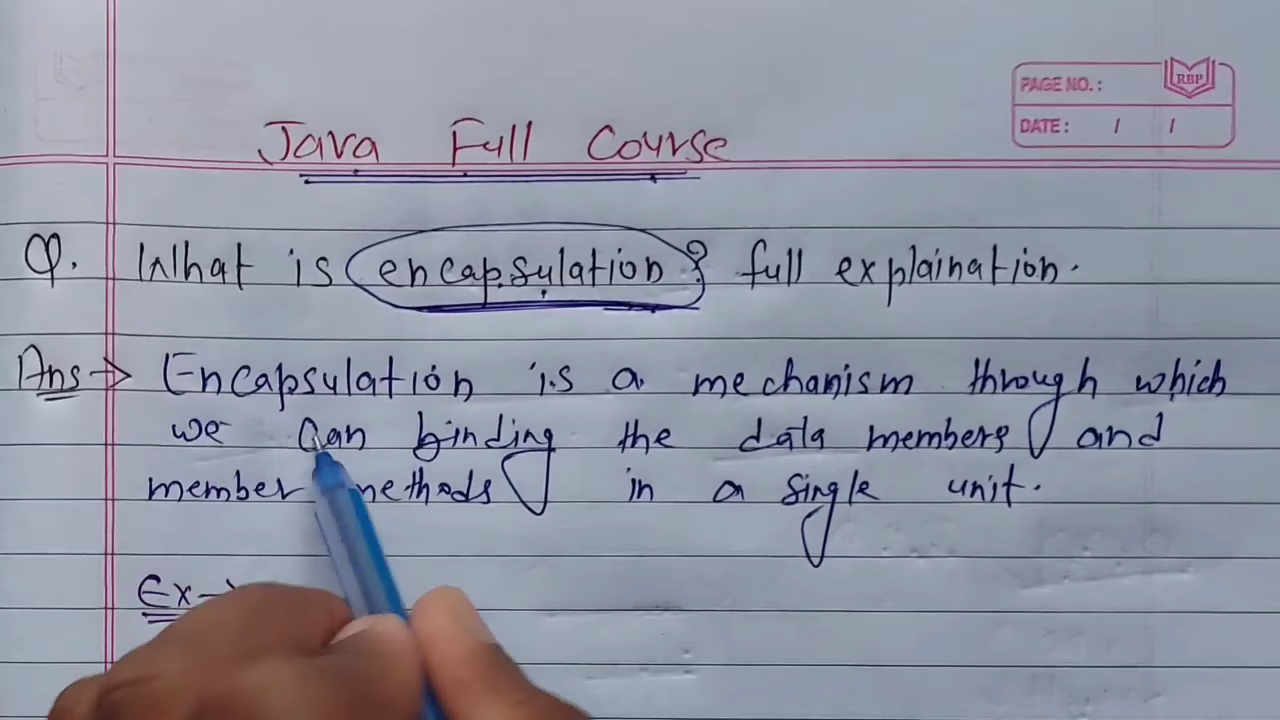 RBP
PAGE NO. :
DATE : / /
Java Full Course
Q. What is encapsulation? full explaination.
Ans→ Encapsulation is a mechanism through which
we can binding the data members and
member methods in a single unit.
Ex→